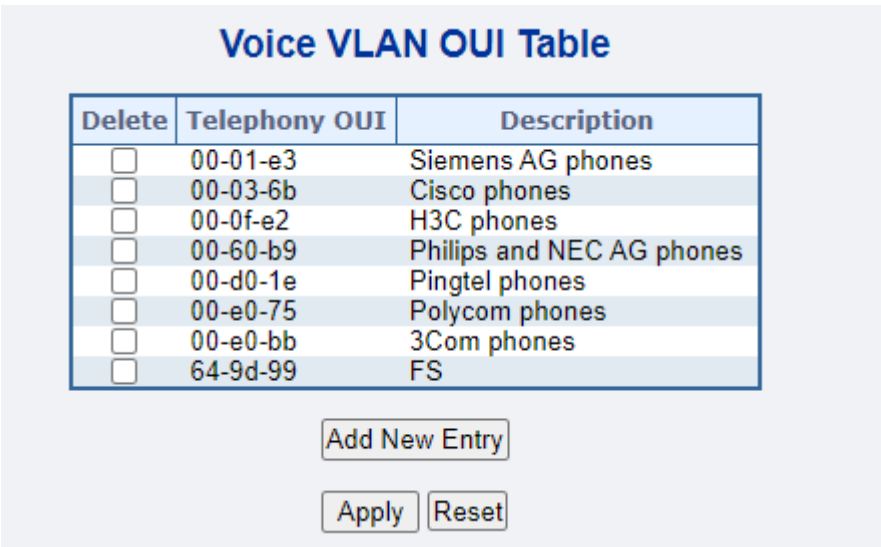 Voice VLAN OUI Table
Delete Telephony OUI Description
00-01-e3 Siemens AG phones
00-03-6b Cisco phones
00-0f-e2 H3C phones
00-60-b9 Philips and NEC AG phones
00-d0-1e Pingtel phones
00-e0-75 Polycom phones
00-e0-bb 3Com phones
64-9d-99 FS
Add New Entry
Apply Reset